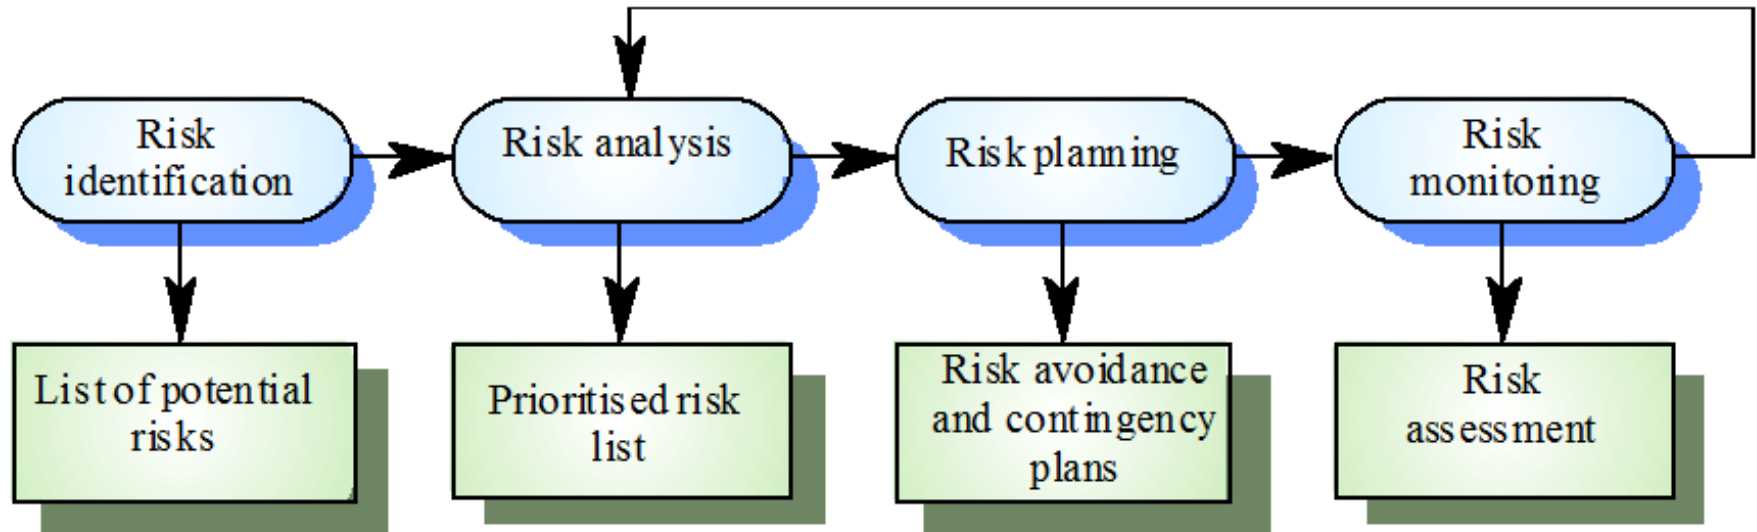 Risk
identification
Risk analysis
Risk planning
Risk
monitoring
List of potential
risks
Prioritised risk
list
Risk avoidance
and contingency
plans
Risk
assessment